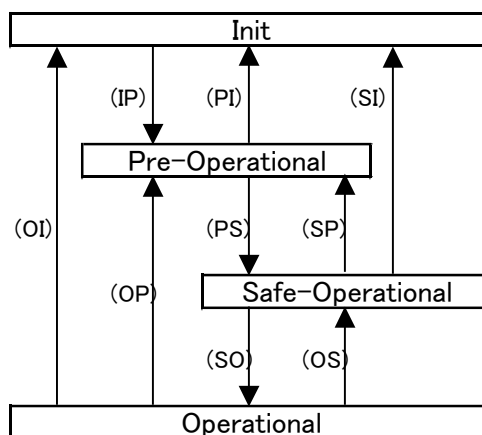 Init
(IP) (PI) (SI)
Pre-Operational
(OI) (PS) (SP)
(OP) Safe-Operational
(SO) (OS)
Operational